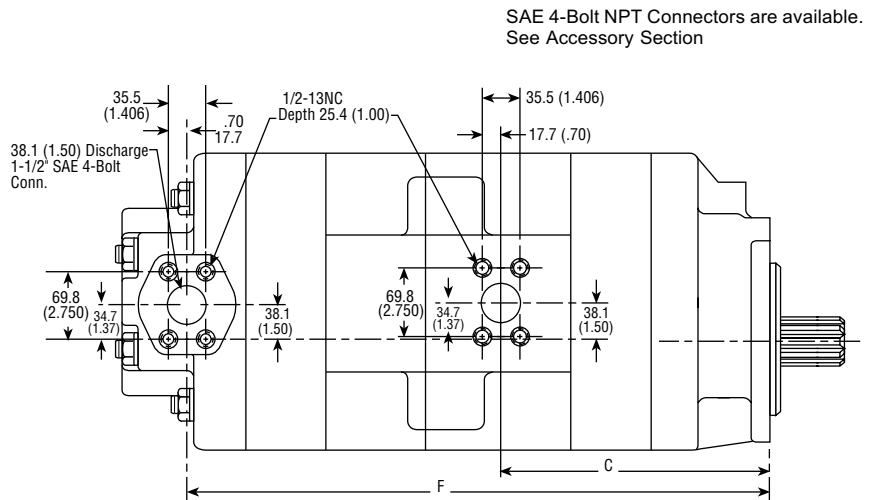 SAE 4-Bolt NPT Connectors are available.
See Accessory Section
35.5
(1.406)
.70
17.7
1/2-13NC
Depth 25.4 (1.00)
35.5 (1.406)
17.7 (.70)
38.1 (1.50) Discharge
1-1/2" SAE 4-Bolt
Conn.
69.8
(2.750)
34.7
(1.37)
38.1
(1.50)
69.8
(2.750)
34.7
(1.37)
38.1
(1.50)
C
F